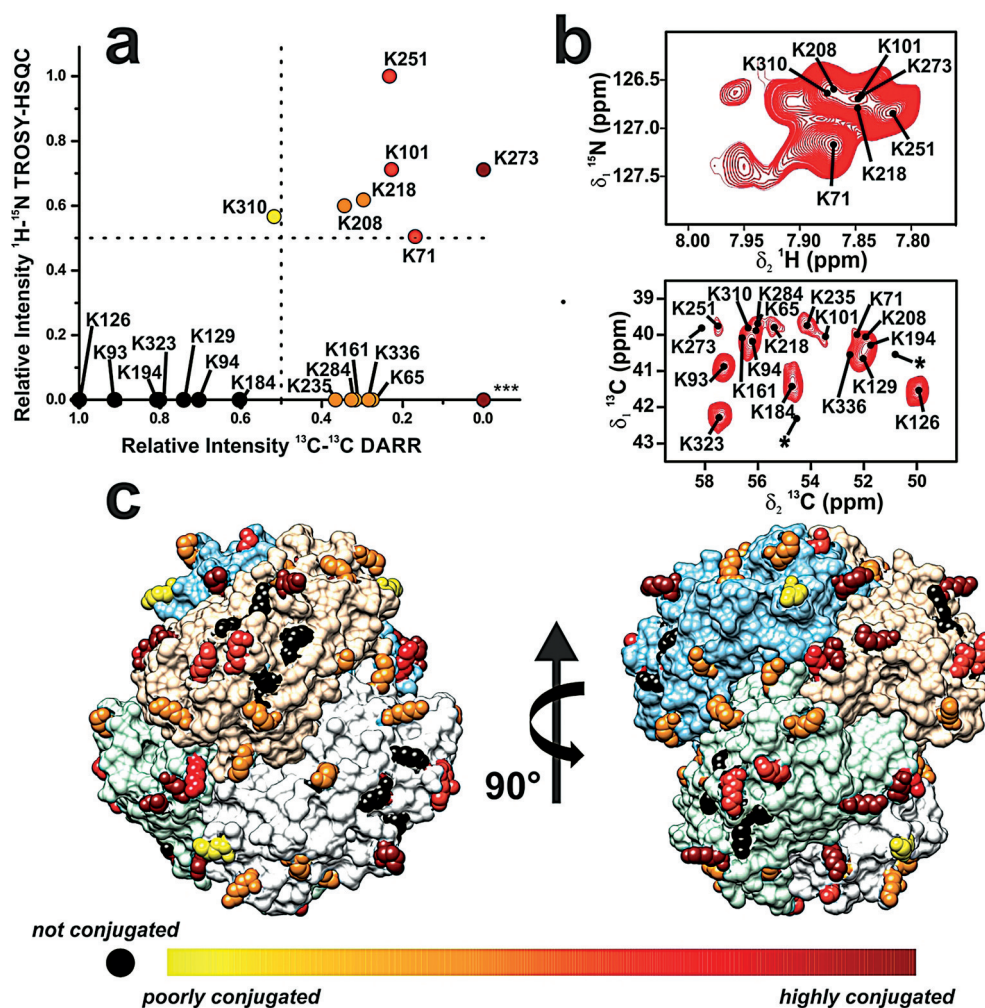 a
Relative Intensity ¹H-¹⁵N TROSY-HSQC
1.0
0.8
0.6
0.4
0.2
0.0
K251
K101
K273
K310
K218
K208
K71
K126
K93
K323
K194
K129
K94
K184
K161
K284
K336
K235
K65
***
1.0
0.8
0.6
0.4
0.2
0.0
Relative Intensity ¹³C-¹³C DARR
b
δ₁ ¹⁵N (ppm)
126.5
127.0
127.5
K208
K101
K310
K273
K251
K218
K71
8.00
7.95
7.90
7.85
7.80
δ₂ ¹H (ppm)
δ₁ ¹³C (ppm)
39
40
41
42
43
K310
K284
K235
K71
K251
K65
K101
K208
K273
K218
K194
K93
K94
*
K161
K129
K184
K336
K126
K323
*
58
56
54
52
50
δ₂ ¹³C (ppm)
c
90°
not conjugated
poorly conjugated
highly conjugated